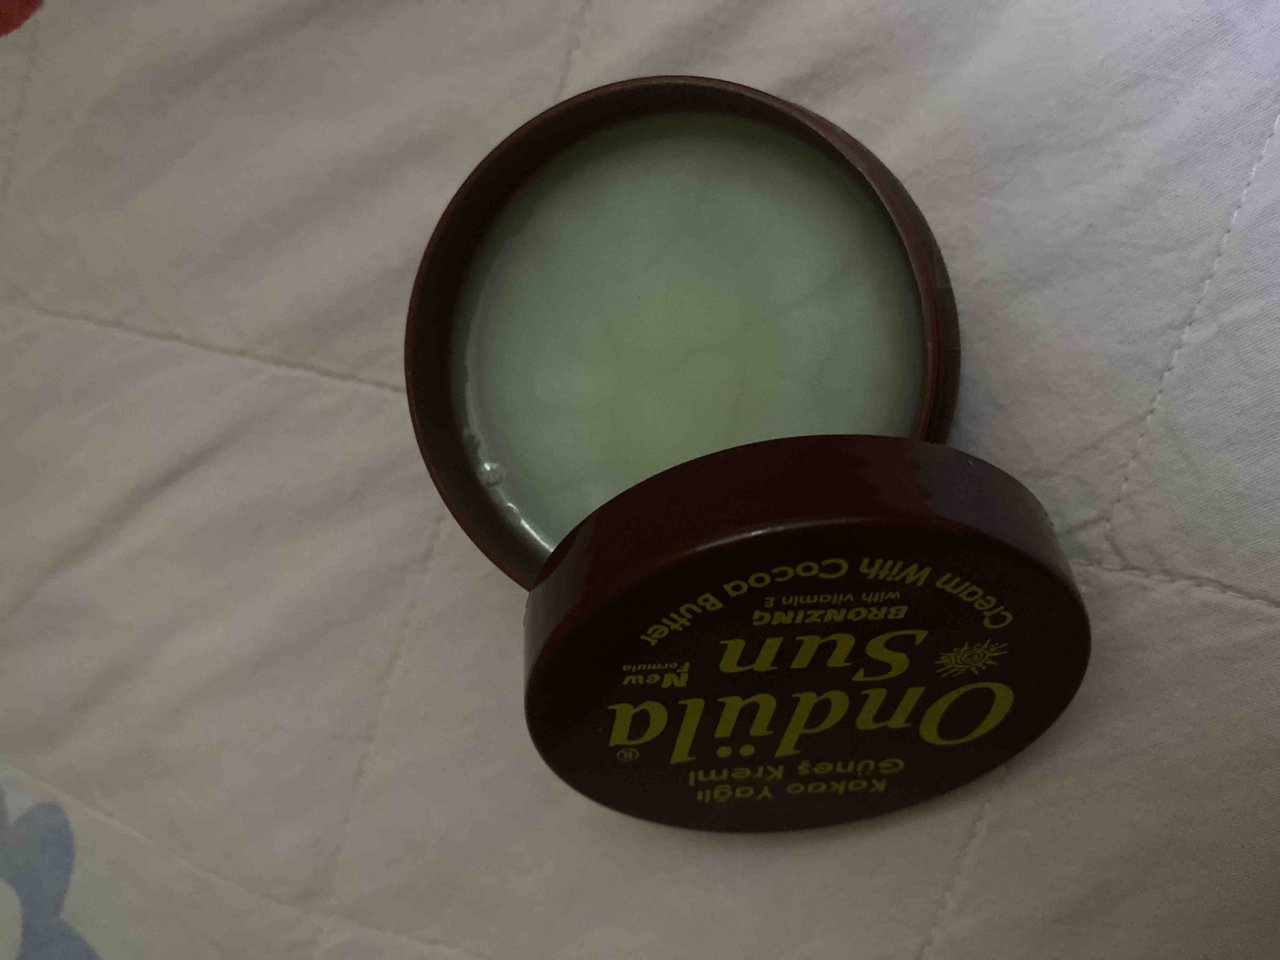 Kakao Yağlı
Güneş Kremi
Ondüla®
New
Formula
Sun
BRONZING
with vitamin E
Cream With Cocoa Butter